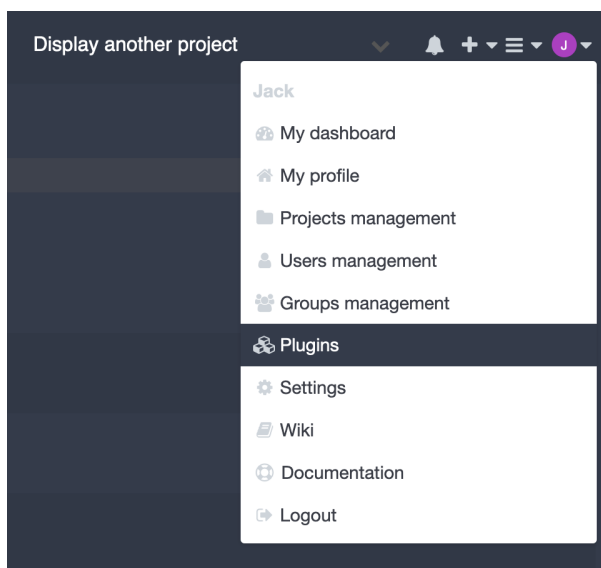 Display another project
J
Jack
My dashboard
My profile
Projects management
Users management
Groups management
Plugins
Settings
Wiki
Documentation
Logout